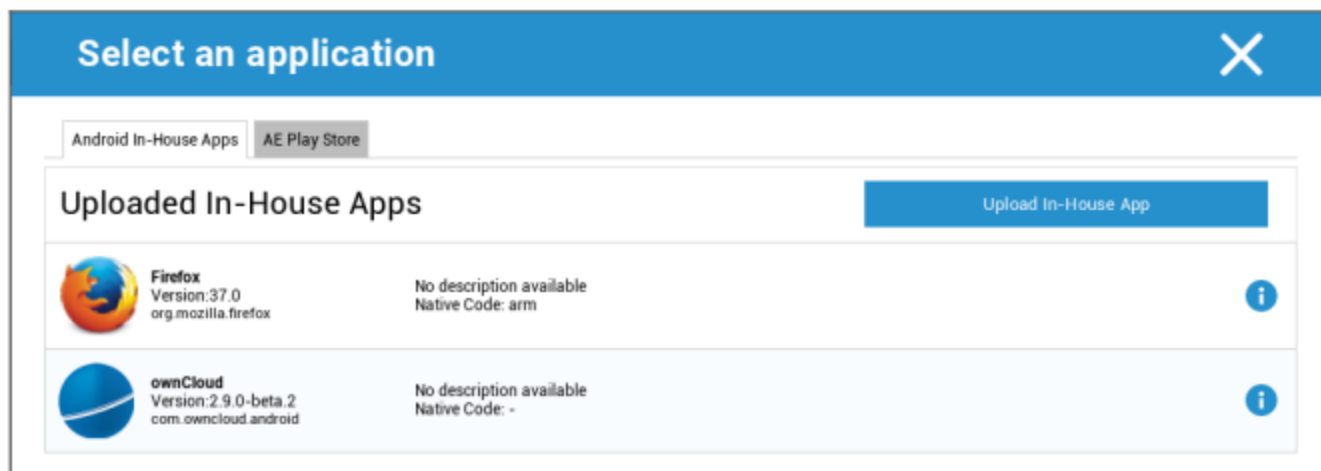 Select an application
Android In-House Apps
AE Play Store
Uploaded In-House Apps
Upload In-House App
Firefox
Version:37.0
org.mozilla.firefox
No description available
Native Code: arm
ownCloud
Version:2.9.0-beta.2
com.owncloud.android
No description available
Native Code: -